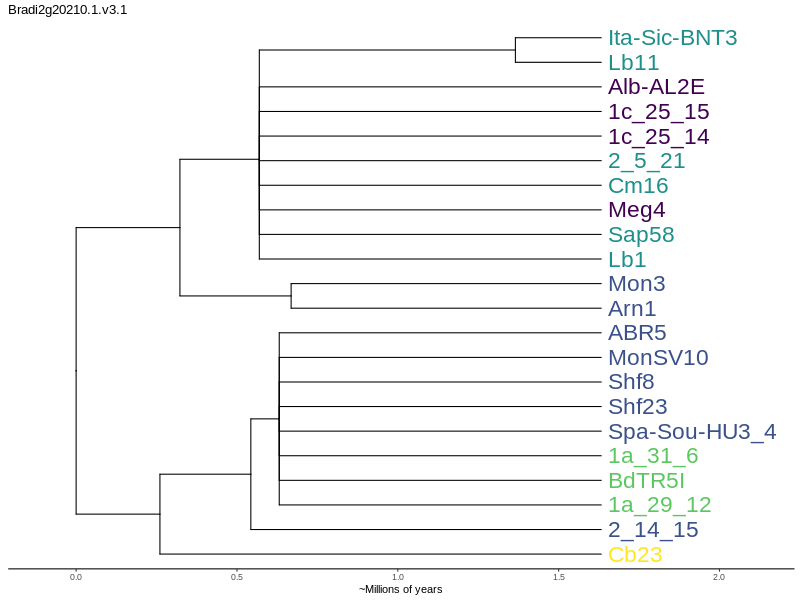 Bradi2g20210.1.v3.1
Ita-Sic-BNT3
Lb11
Alb-AL2E
1c_25_15
1c_25_14
2_5_21
Cm16
Meg4
Sap58
Lb1
Mon3
Arn1
ABR5
MonSV10
Shf8
Shf23
Spa-Sou-HU3_4
1a_31_6
BdTR5I
1a_29_12
2_14_15
Cb23
0.0 0.5 1.0 1.5 2.0
~Millions of years